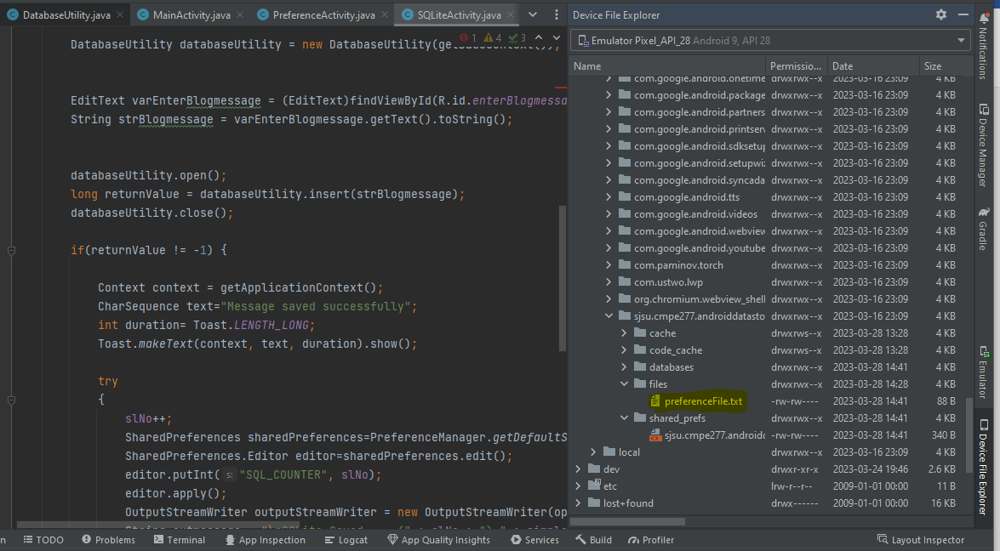 DatabaseUtility.java MainActivity.java PreferenceActivity.java SQLiteActivity.java
1 4 3
DatabaseUtility databaseUtility = new DatabaseUtility(
EditText varEnterBlogmessage = (EditText)findViewById(R.id.enterBlogmessa
String strBlogmessage = varEnterBlogmessage.getText().toString();
databaseUtility.open();
long returnValue = databaseUtility.insert(strBlogmessage);
databaseUtility.close();
if(returnValue != -1) {
Context context = getApplicationContext();
CharSequence text="Message saved successfully";
int duration= Toast.LENGTH_LONG;
Toast.makeText(context, text, duration).show();
try
{
slNo++;
SharedPreferences sharedPreferences=PreferenceManager.getDefaultS
SharedPreferences.Editor editor=sharedPreferences.edit();
editor.putInt( s: "SQL_COUNTER", slNo);
editor.apply();
OutputStreamWriter outputStreamWriter = new OutputStreamWriter(op
Device File Explorer
Emulator Pixel_API_28 Android 9, API 28
Name Permissio... Date Size
com.google.android.onetime drwxrwx--x 2023-03-16 23:09 4 KB
com.google.android.package drwxrwx--x 2023-03-16 23:09 4 KB
com.google.android.partners drwxrwx--x 2023-03-16 23:09 4 KB
com.google.android.printserv drwxrwx--x 2023-03-16 23:09 4 KB
com.google.android.sdksetup drwxrwx--x 2023-03-16 23:09 4 KB
com.google.android.setupwiz drwxrwx--x 2023-03-16 23:09 4 KB
com.google.android.syncada drwxrwx--x 2023-03-16 23:09 4 KB
com.google.android.tts drwxrwx--x 2023-03-16 23:09 4 KB
com.google.android.videos drwxrwx--x 2023-03-16 23:09 4 KB
com.google.android.webview drwxrwx--x 2023-03-16 23:09 4 KB
com.google.android.youtube drwxrwx--x 2023-03-16 23:09 4 KB
com.paminov.torch drwxrwx--x 2023-03-16 23:09 4 KB
com.ustwo.lwp drwxrwx--x 2023-03-16 23:09 4 KB
org.chromium.webview_shell drwxrwx--x 2023-03-16 23:09 4 KB
sjsu.cmpe277.androiddatasto drwxrwx--x 2023-03-28 13:28 4 KB
cache drwxrws--x 2023-03-28 13:28 4 KB
code_cache drwxrws--x 2023-03-28 13:28 4 KB
databases drwxrwx--x 2023-03-28 14:41 4 KB
files drwxrwx--x 2023-03-28 14:28 4 KB
preferenceFile.txt -rw-rw---- 2023-03-28 14:41 88 B
shared_prefs drwxrwx--x 2023-03-28 14:41 4 KB
sjsu.cmpe277.androidd -rw-rw---- 2023-03-28 14:41 340 B
local drwxrwx--x 2023-03-16 23:09 4 KB
dev drwxr-xr-x 2023-03-24 19:46 2.6 KB
etc lrw-r--r-- 2009-01-01 00:00 11 B
lost+found drwx------ 2009-01-01 00:00 16 KB
Notifications
Device Manager
Gradle
Emulator
Device File Explorer
n TODO Problems Terminal App Inspection Logcat App Quality Insights Services Build Profiler Layout Inspector